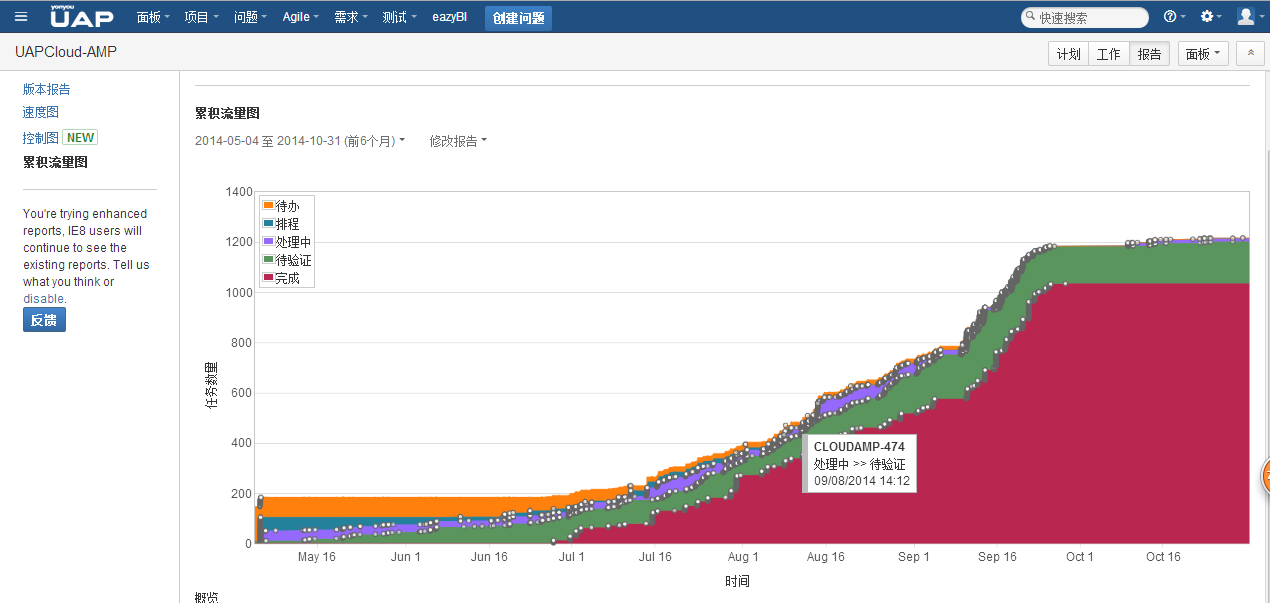 yonyou
UAP 面板 项目 问题 Agile 需求 测试 eazyBI 创建问题 快速搜索
UAPCloud-AMP 计划 工作 报告 面板
版本报告
速度图
控制图 NEW
累积流量图
You're trying enhanced
reports, IE8 users will
continue to see the
existing reports. Tell us
what you think or
disable.
反馈
累积流量图
2014-05-04 至 2014-10-31 (前6个月) 修改报告
任务数量
1400
1200
1000
800
600
400
200
0
待办
排程
处理中
待验证
完成
CLOUDAMP-474
处理中 >> 待验证
09/08/2014 14:12
May 16 Jun 1 Jun 16 Jul 1 Jul 16 Aug 1 Aug 16 Sep 1 Sep 16 Oct 1 Oct 16
时间
概览